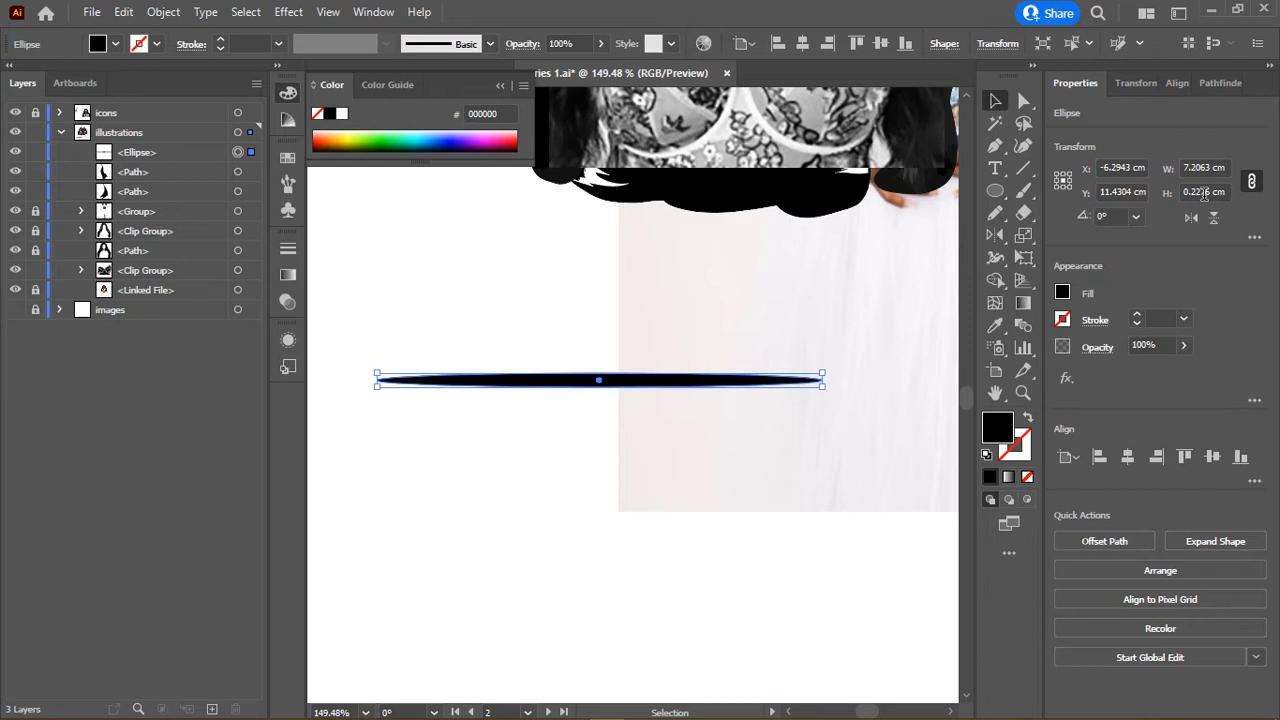 Ai File Edit Object Type Select Effect View Window Help Share
Ellipse Stroke: Basic Opacity: 100% Style: Shape: Transform
Layers Artboards
ries 1.ai* @ 149.48 % (RGB/Preview) ×
Color Color Guide
# 000000
icons
illustrations
<Ellipse>
<Path>
<Path>
<Group>
<Clip Group>
<Path>
<Clip Group>
<Linked File>
images
Properties Transform Align Pathfinder
Ellipse
Transform
X: -6.2943 cm W: 7.2063 cm
Y: 11.4304 cm H: 0.2276 cm
0°
Appearance
Fill
Stroke
Opacity 100%
fx.
Align
Quick Actions
Offset Path Expand Shape
Arrange
Align to Pixel Grid
Recolor
Start Global Edit
3 Layers
149.48% 0° 2 Selection